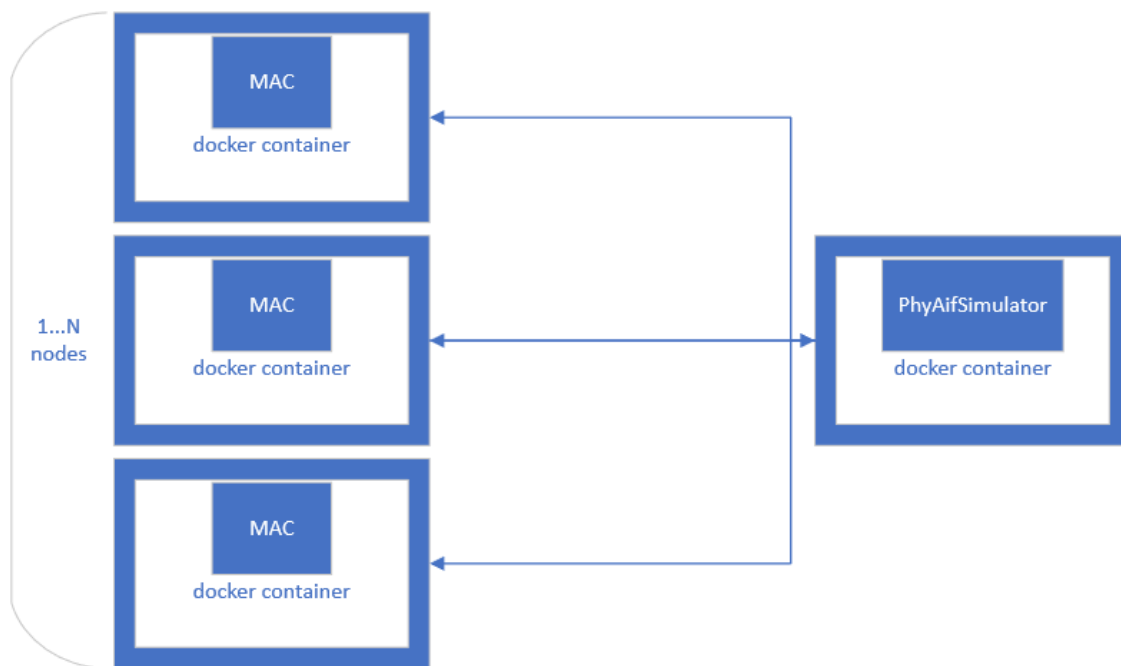 MAC
docker container
1...N
nodes
MAC
docker container
PhyAifSimulator
docker container
MAC
docker container